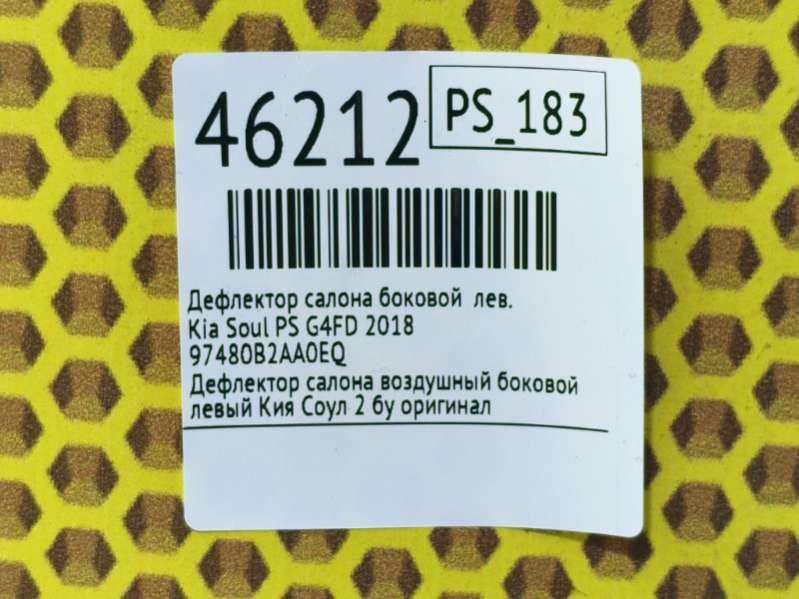 46212
PS_183
Дефлектор салона боковой лев.
Kia Soul PS G4FD 2018
97480B2AA0EQ
Дефлектор салона воздушный боковой
левый Кия Соул 2 бу оригинал